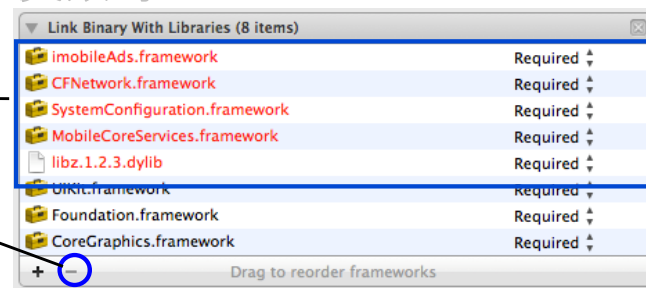 Link Binary With Libraries (8 items)
imobileAds.framework Required
CFNetwork.framework Required
SystemConfiguration.framework Required
MobileCoreServices.framework Required
libz.1.2.3.dylib Required
UIKit.framework Required
Foundation.framework Required
CoreGraphics.framework Required
+ − Drag to reorder frameworks